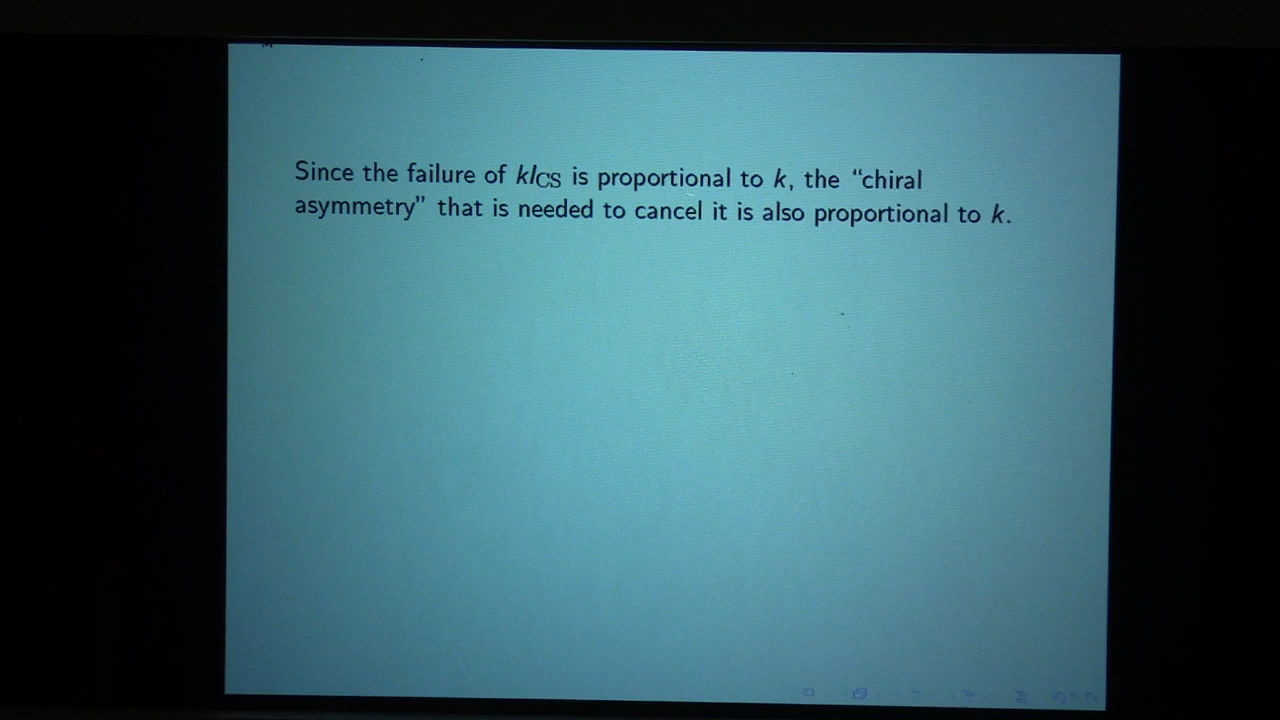 Since the failure of kI_CS is proportional to k, the “chiral
asymmetry” that is needed to cancel it is also proportional to k.